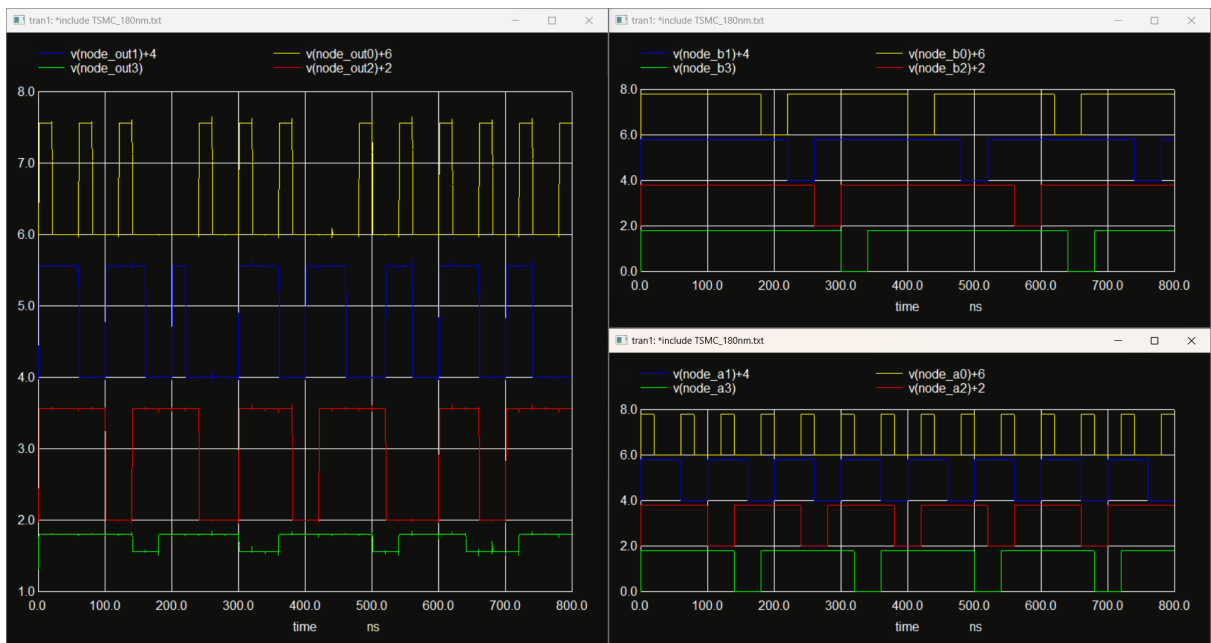 tran1: *include TSMC_180nm.txt
v(node_out1)+4 v(node_out0)+6
v(node_out3) v(node_out2)+2
8.0
7.0
6.0
5.0
4.0
3.0
2.0
1.0
0.0 100.0 200.0 300.0 400.0 500.0 600.0 700.0 800.0
time ns
tran1: *include TSMC_180nm.txt
v(node_b1)+4 v(node_b0)+6
v(node_b3) v(node_b2)+2
8.0
6.0
4.0
2.0
0.0
0.0 100.0 200.0 300.0 400.0 500.0 600.0 700.0 800.0
time ns
tran1: *include TSMC_180nm.txt
v(node_a1)+4 v(node_a0)+6
v(node_a3) v(node_a2)+2
8.0
6.0
4.0
2.0
0.0
0.0 100.0 200.0 300.0 400.0 500.0 600.0 700.0 800.0
time ns